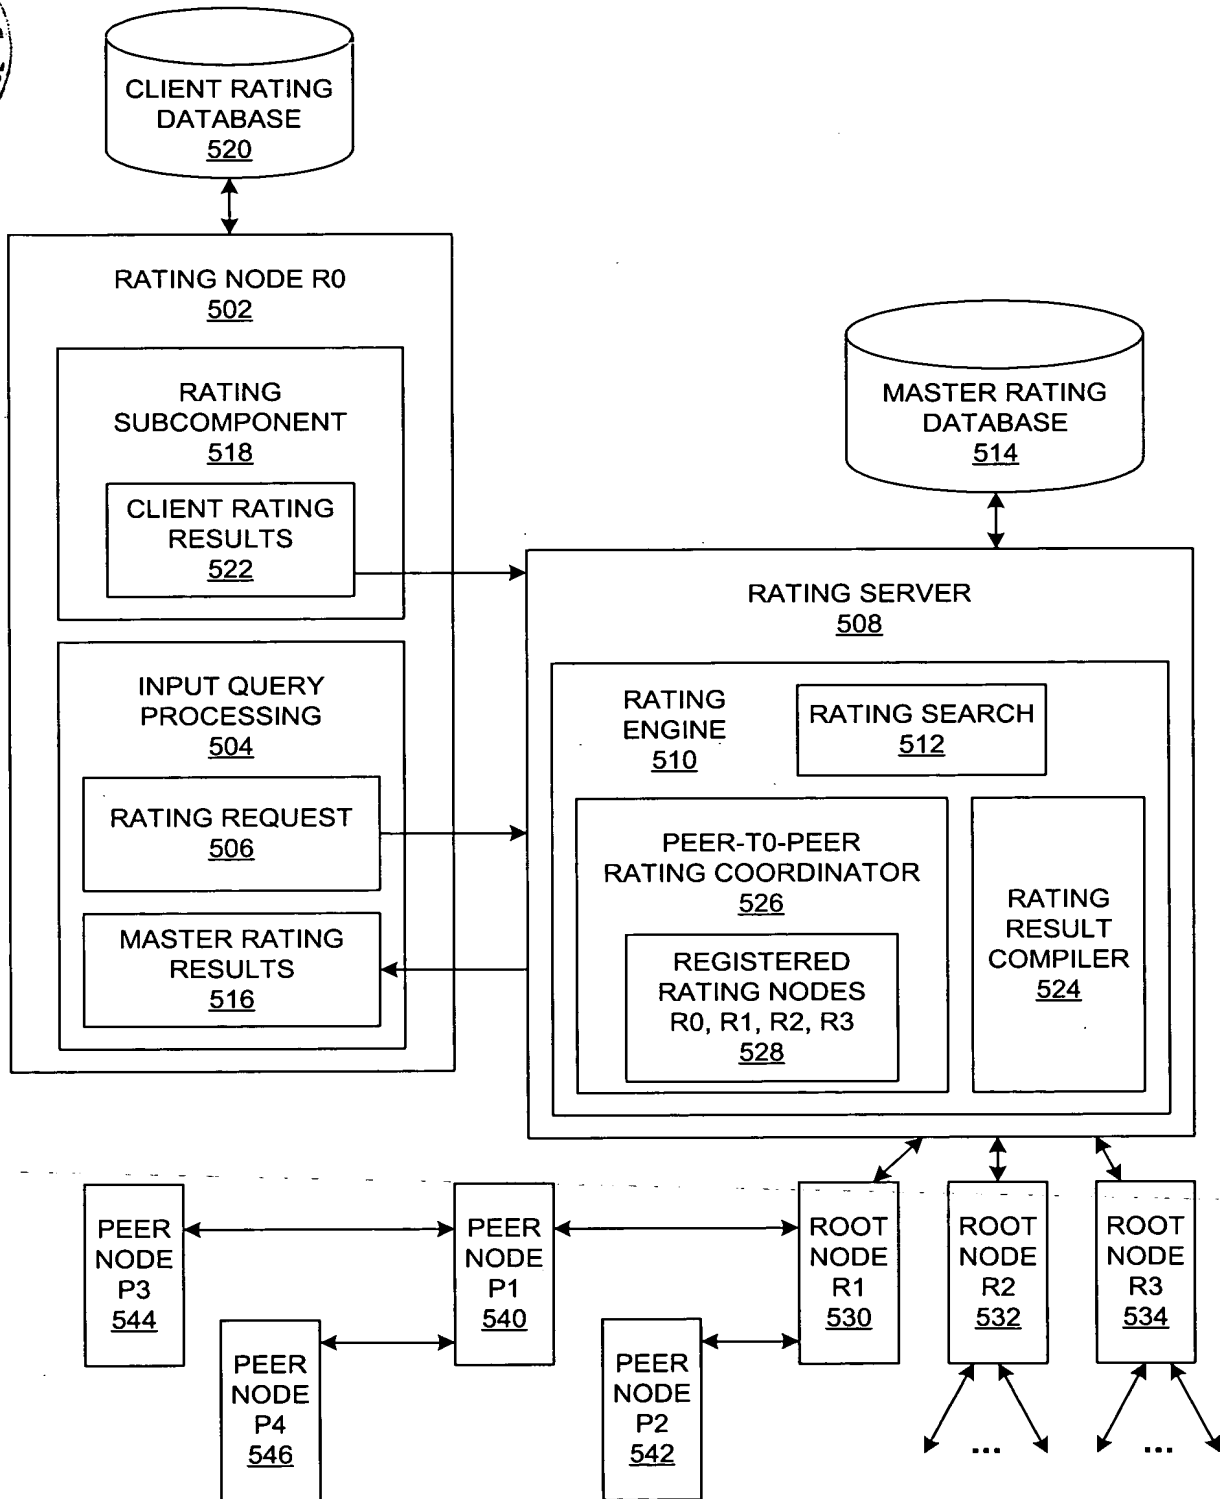 CLIENT RATING
DATABASE
520
RATING NODE R0
502
RATING
SUBCOMPONENT
518
CLIENT RATING
RESULTS
522
INPUT QUERY
PROCESSING
504
RATING REQUEST
506
MASTER RATING
RESULTS
516
MASTER RATING
DATABASE
514
RATING SERVER
508
RATING
ENGINE
510
RATING SEARCH
512
PEER-T0-PEER
RATING COORDINATOR
526
REGISTERED
RATING NODES
R0, R1, R2, R3
528
RATING
RESULT
COMPILER
524
PEER
NODE
P3
544
PEER
NODE
P4
546
PEER
NODE
P1
540
PEER
NODE
P2
542
ROOT
NODE
R1
530
ROOT
NODE
R2
532
ROOT
NODE
R3
534
...
...